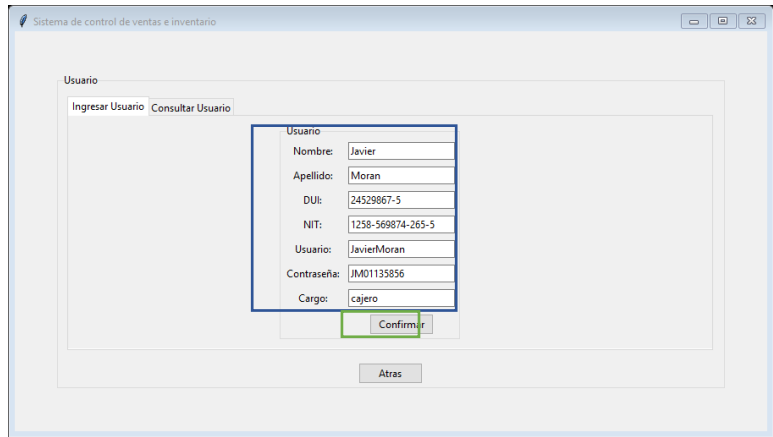 Sistema de control de ventas e inventario
Usuario
Ingresar Usuario Consultar Usuario
Usuario
Nombre: Javier
Apellido: Moran
DUI: 24529867-5
NIT: 1258-569874-265-5
Usuario: JavierMoran
Contraseña: JM01135856
Cargo: cajero
Confirmar
Atras